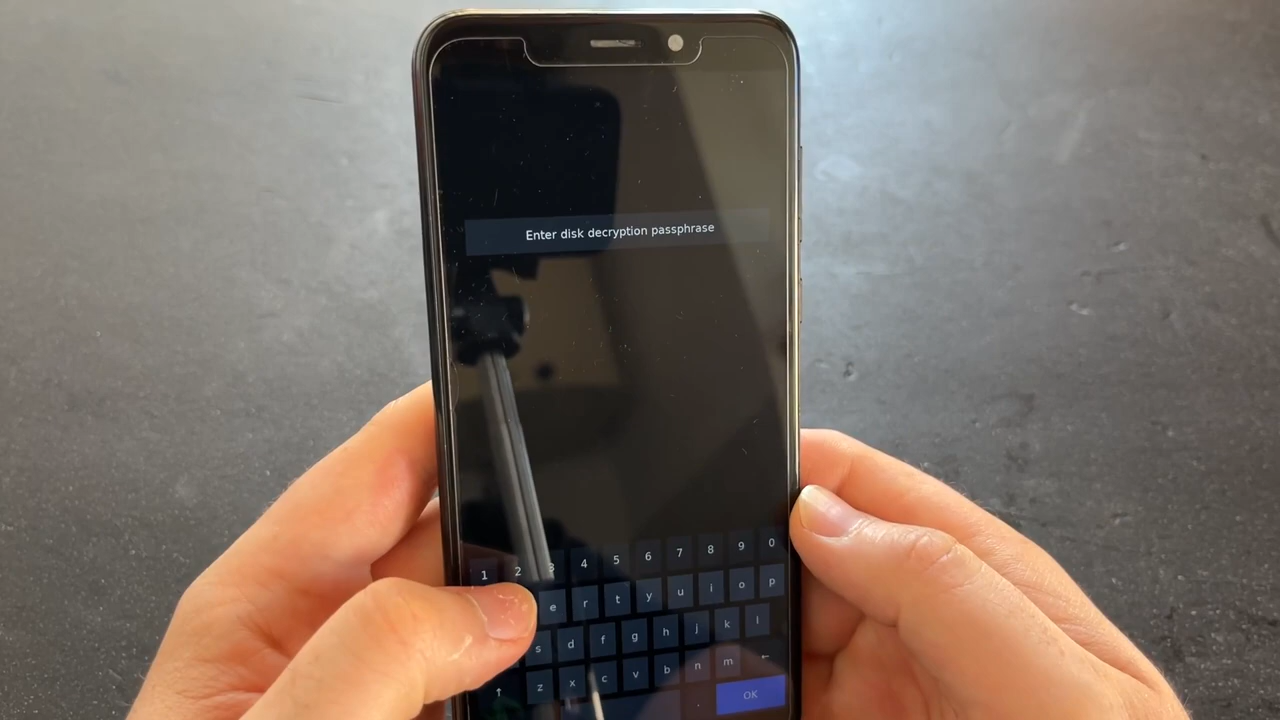 Enter disk decryption passphrase
1 2 3 4 5 6 7 8 9 0
e r t y u i o p
s d f g h j k l
↑ z x c v b n m ←
. OK